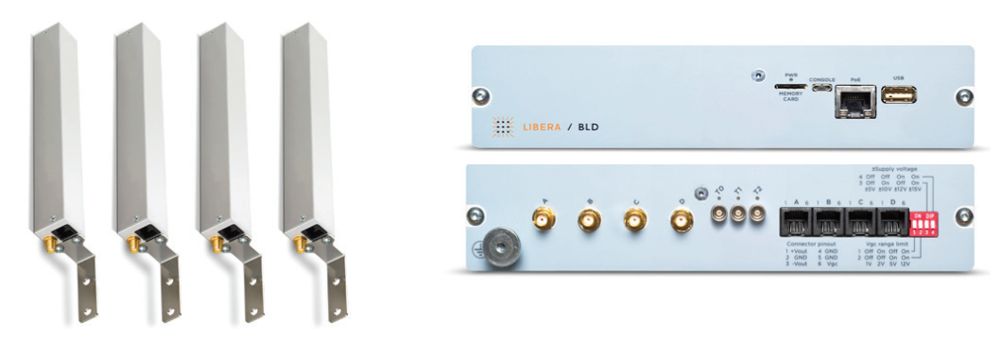 PWR
CONSOLE
PoE
USB
MEMORY
CARD
LIBERA / BLD
±Supply voltage
4 Off Off On On
3 Off On Off On
±5V ±10V ±12V ±15V
A B C D T0 T1 T2
1 A 6 1 B 6 1 C 6 1 D 6
ON DIP
1 2 3 4
Connector pinout
1 +Vout 4 GND
2 GND 5 GND
3 -Vout 6 Vgc
Vgc range limit
1 Off On Off On
2 Off Off On On
1V 2V 5V 12V